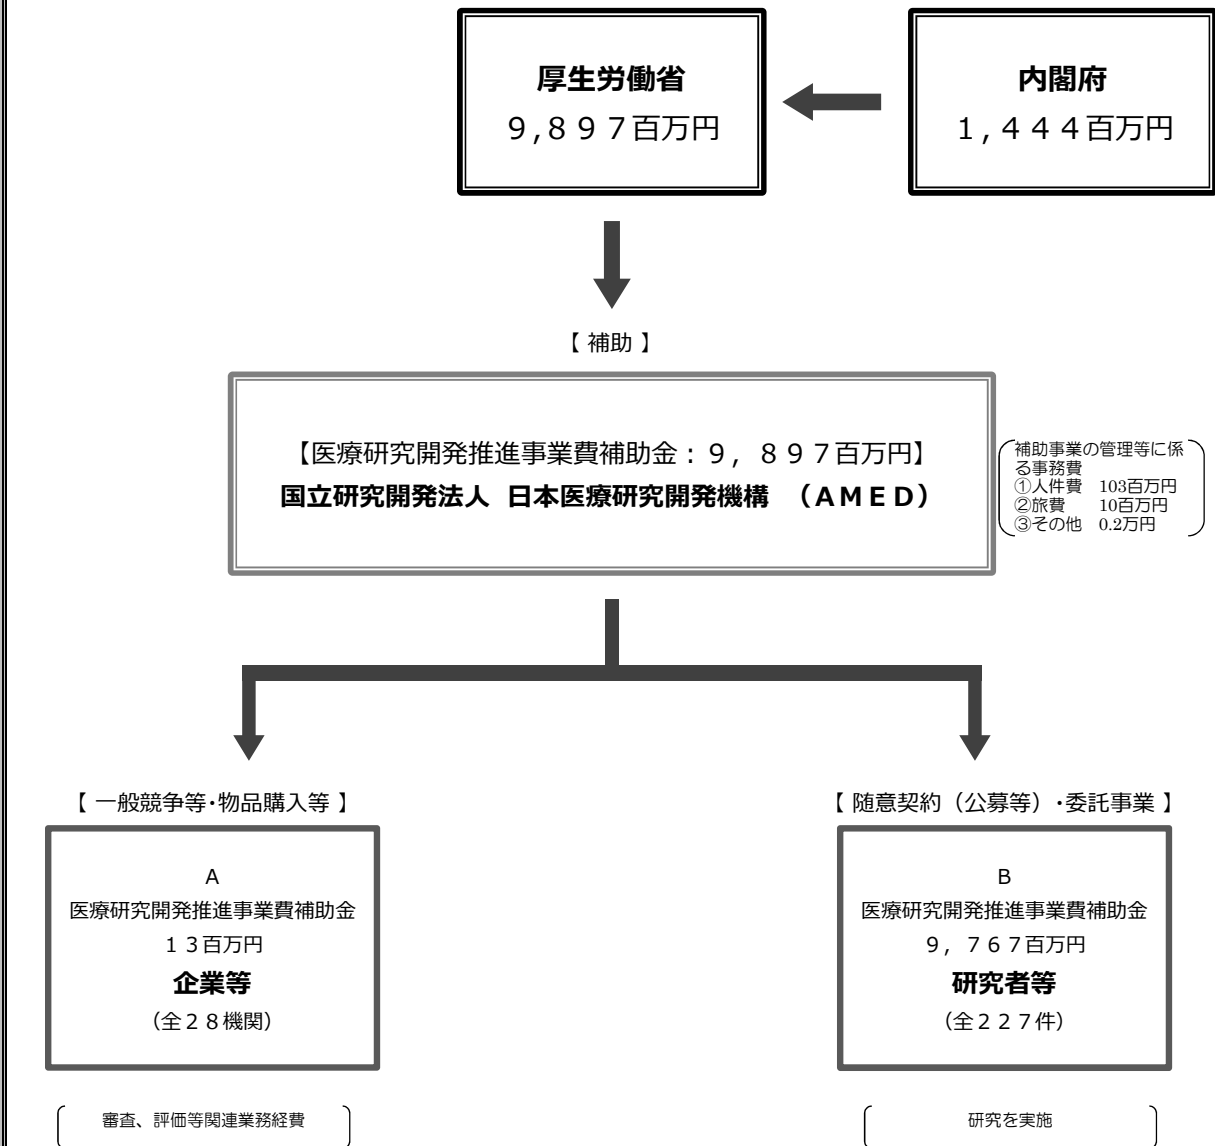 厚生労働省
９,８９７百万円
内閣府
１,４４４百万円
【 補助 】
【医療研究開発推進事業費補助金：９，８９７百万円】
国立研究開発法人 日本医療研究開発機構 （ＡＭＥＤ）
補助事業の管理等に係
る事務費
①人件費　103百万円
②旅費　　10百万円
③その他　0.2万円
【 一般競争等・物品購入等 】
A
医療研究開発推進事業費補助金
１３百万円
企業等
（全２８機関）
審査、評価等関連業務経費
【 随意契約（公募等）・委託事業 】
B
医療研究開発推進事業費補助金
９，７６７百万円
研究者等
（全２２７件）
研究を実施